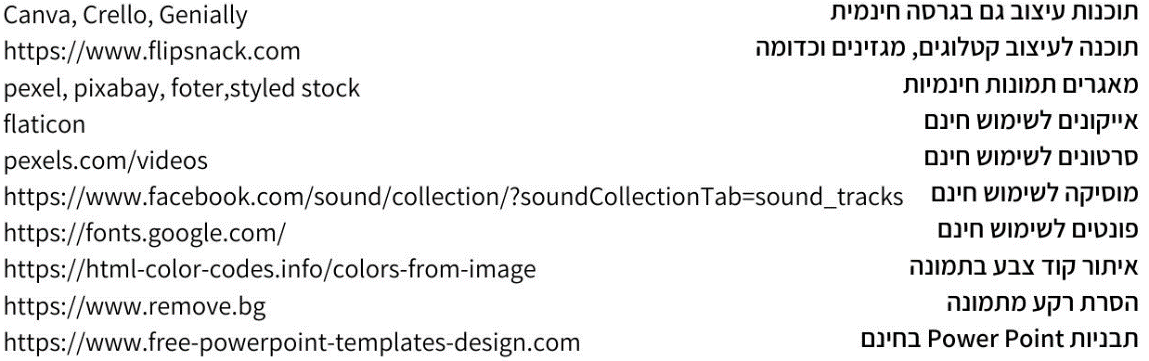 תוכנות עיצוב גם בגרסה חינמית Canva, Crello, Genially
תוכנה לעיצוב קטלוגים, מגזינים וכדומה https://www.flipsnack.com
מאגרים תמונות חינמיות pexel, pixabay, foter,styled stock
אייקונים לשימוש חינם flaticon
סרטונים לשימוש חינם pexels.com/videos
מוסיקה לשימוש חינם https://www.facebook.com/sound/collection/?soundCollectionTab=sound_tracks
פונטים לשימוש חינם https://fonts.google.com/
איתור קוד צבע בתמונה https://html-color-codes.info/colors-from-image
הסרת רקע מתמונה https://www.remove.bg
תבניות Power Point בחינם https://www.free-powerpoint-templates-design.com